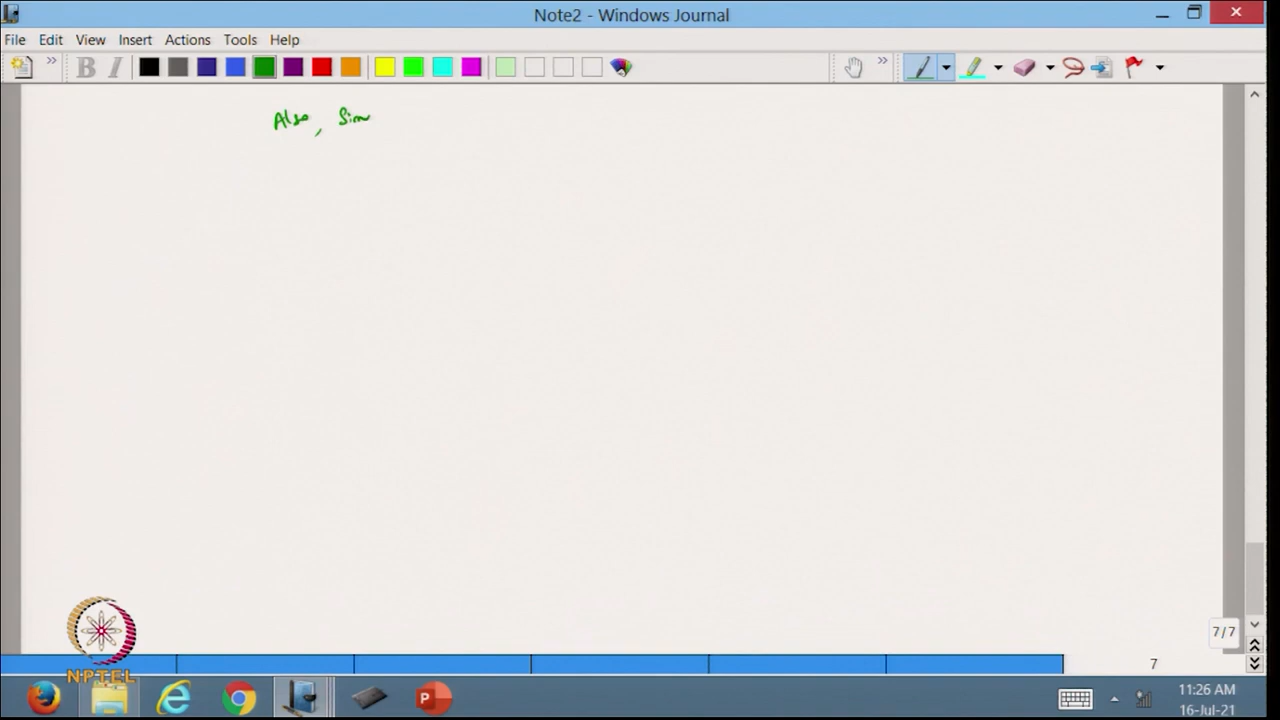 Note2 - Windows Journal
File Edit View Insert Actions Tools Help
B I
Also, Sim
7/7
7
NPTEL
11:26 AM
16-Jul-21